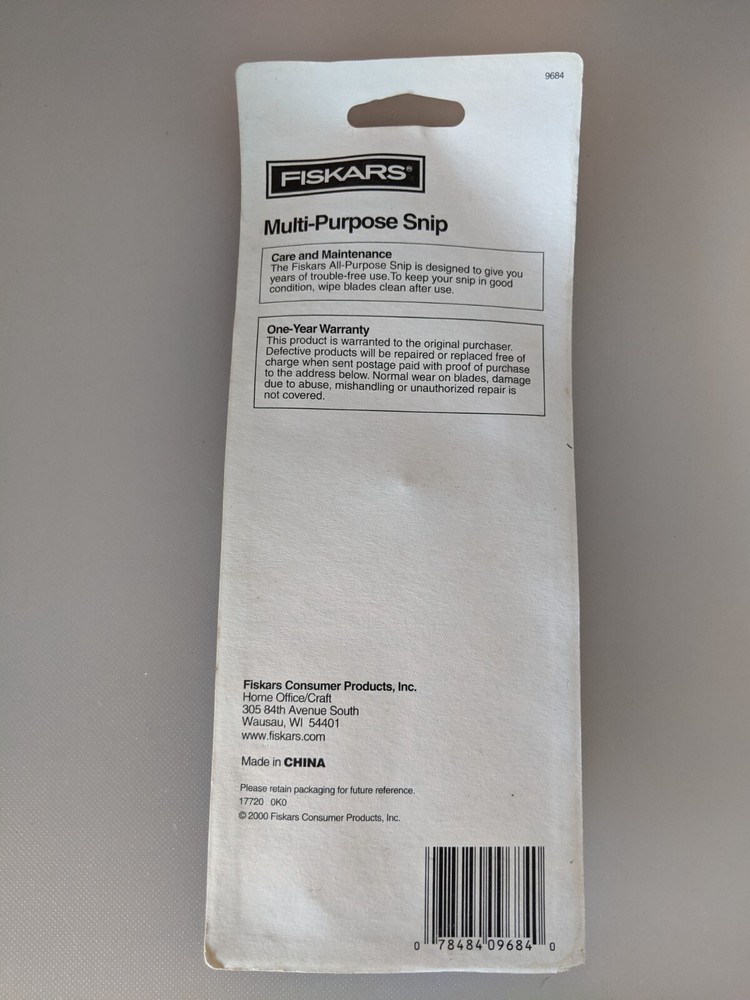 9684
FISKARS®
Multi-Purpose Snip
Care and Maintenance
The Fiskars All-Purpose Snip is designed to give you
years of trouble-free use.To keep your snip in good
condition, wipe blades clean after use.
One-Year Warranty
This product is warranted to the original purchaser.
Defective products will be repaired or replaced free of
charge when sent postage paid with proof of purchase
to the address below. Normal wear on blades, damage
due to abuse, mishandling or unauthorized repair is
not covered.
Fiskars Consumer Products, Inc.
Home Office/Craft
305 84th Avenue South
Wausau, WI 54401
www.fiskars.com
Made in CHINA
Please retain packaging for future reference.
17720 0K0
© 2000 Fiskars Consumer Products, Inc.
0 78484 09684 0